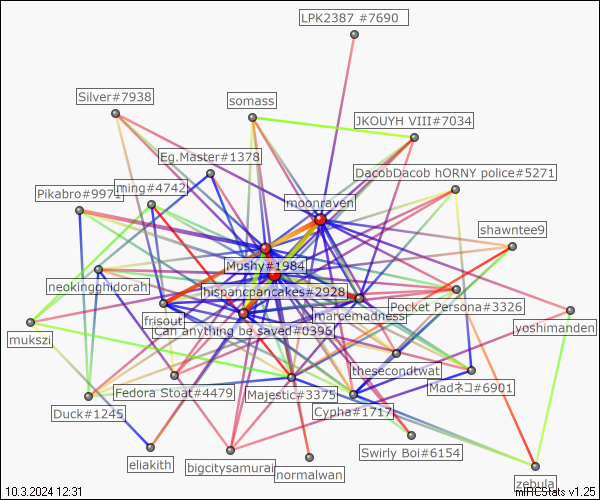 LPK2387 #7690
Silver#7938
somass
JKOUYH VIII#7034
Eg.Master#1378
DacobDacob hORNY police#5271
Pikabro#9971
ming#4742
moonraven
shawntee9
Mushy#1984
neokingghidorah
hispancpancakes#2928
Pocket Persona#3326
frisout
marcemadness
yoshimanden
Can anything be saved#0395
mukszi
thesecondtwat
Fedora Stoat#4479
Majestic#3375
Madネコ#6901
Duck#1245
Cypha#1717
Swirly Boi#6154
eliakith
bigcitysamurai
normalwan
zebula
10.3.2024 12:31
mIRCStats v1.25